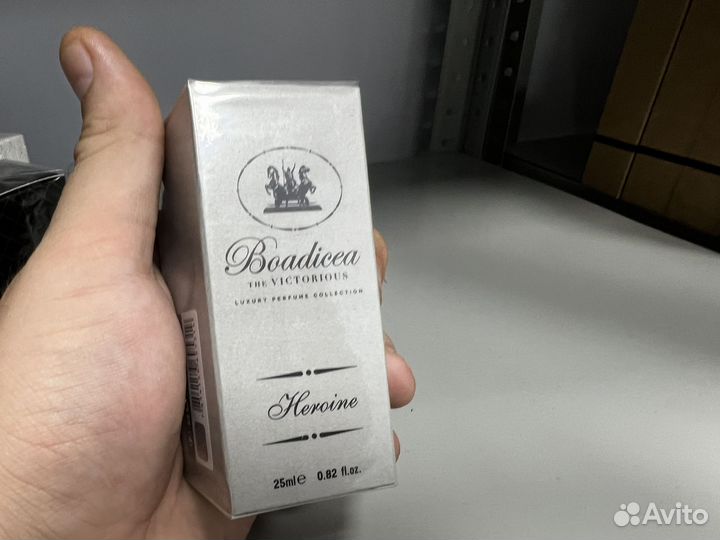 Boadicea
THE VICTORIOUS
LUXURY PERFUME COLLECTION
Heroine
25ml℮ 0.82 fl.oz.
Avito